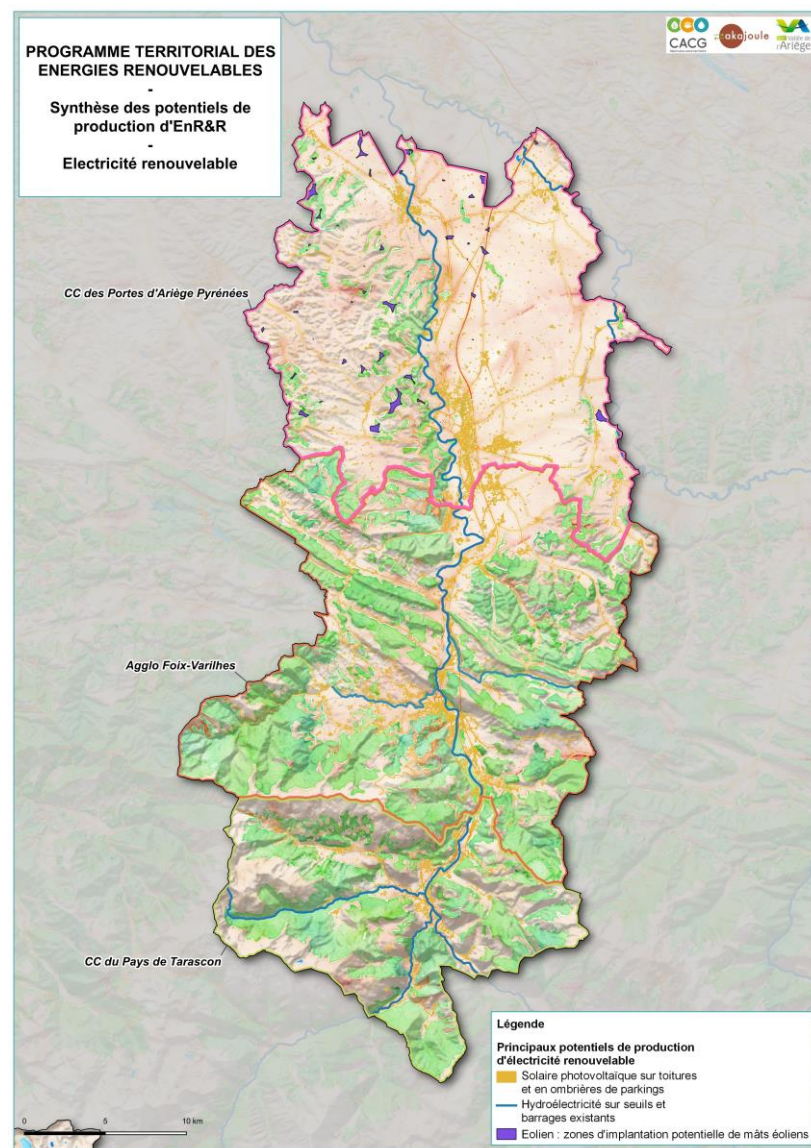 PROGRAMME TERRITORIAL DES
ENERGIES RENOUVELABLES
-
Synthèse des potentiels de
production d'EnR&R
-
Electricité renouvelable
CACG
akajoule
l'Ariège
CC des Portes d'Ariège Pyrénées
Agglo Foix-Varilhes
CC du Pays de Tarascon
0 5 10 km
Légende
Principaux potentiels de production
d'électricité renouvelable
Solaire photovoltaïque sur toitures
et en ombrières de parkings
Hydroélectricité sur seuils et
barrages existants
Eolien : zones d'implantation potentielle de mâts éoliens